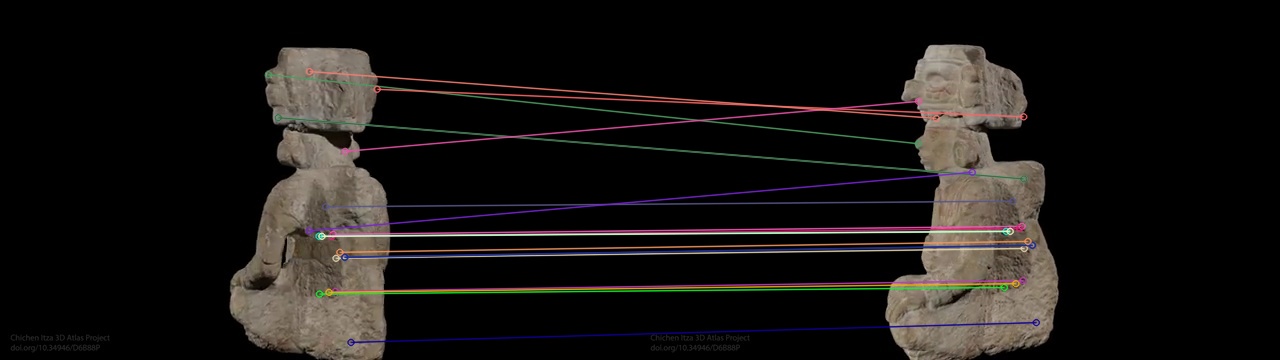 Chichen Itza 3D Atlas Project
doi.org/10.34946/D6B88P
Chichen Itza 3D Atlas Project
doi.org/10.34946/D6B88P